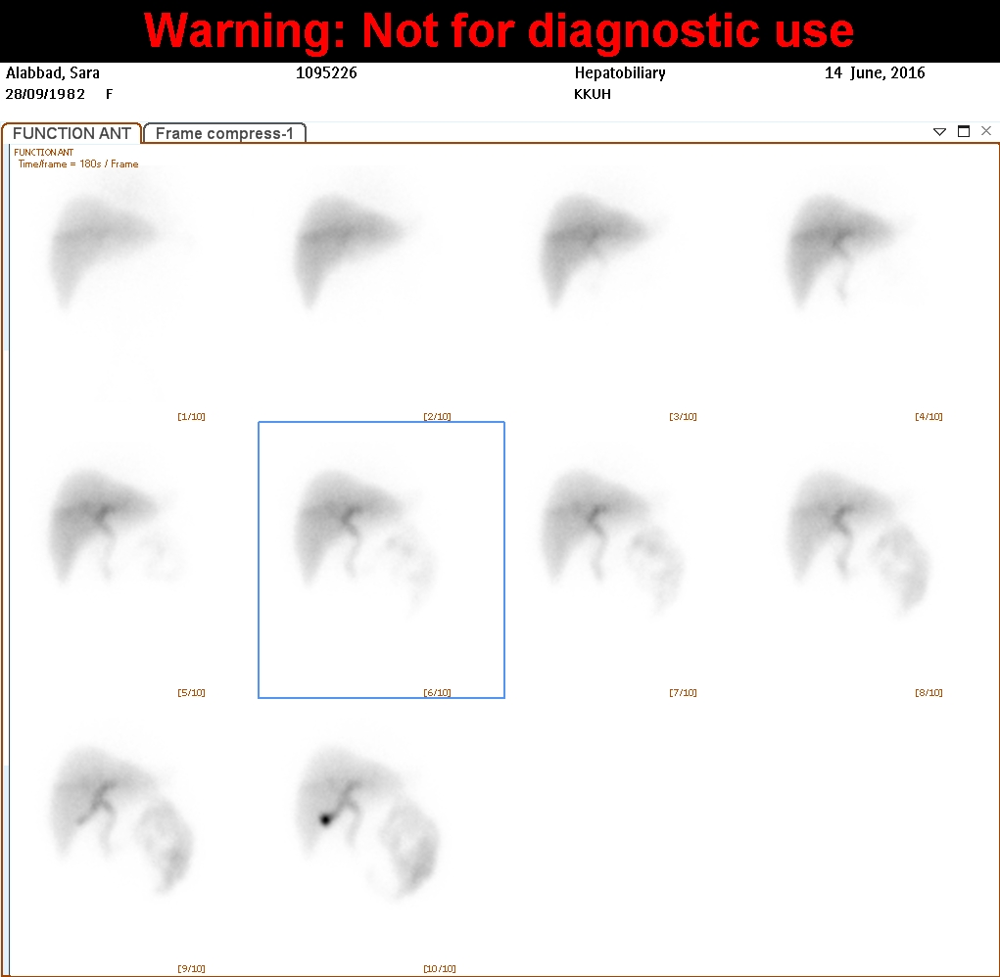 Warning: Not for diagnostic use
Alabbad, Sara 1095226 Hepatobiliary 14 June, 2016
28/09/1982 F KKUH
FUNCTION ANT Frame compress-1
FUNCTION ANT
Time/frame = 180s / Frame
[1/10] [2/10] [3/10] [4/10]
[5/10] [6/10] [7/10] [8/10]
[9/10] [10/10]